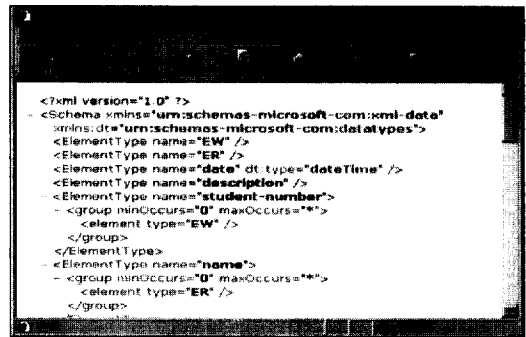 <?xml version="1.0" ?>
- <Schema xmlns="urn:schemas-microsoft-com:xml-data"
xmlns:dt="urn:schemas-microsoft-com:datatypes">
<ElementType name="EW" />
<ElementType name="ER" />
<ElementType name="date" dt:type="dateTime" />
<ElementType name="description" />
- <ElementType name="student-number">
- <group minOccurs="0" maxOccurs="*">
<element type="EW" />
</group>
</ElementType>
- <ElementType name="name">
- <group minOccurs="0" maxOccurs="*">
<element type="ER" />
</group>